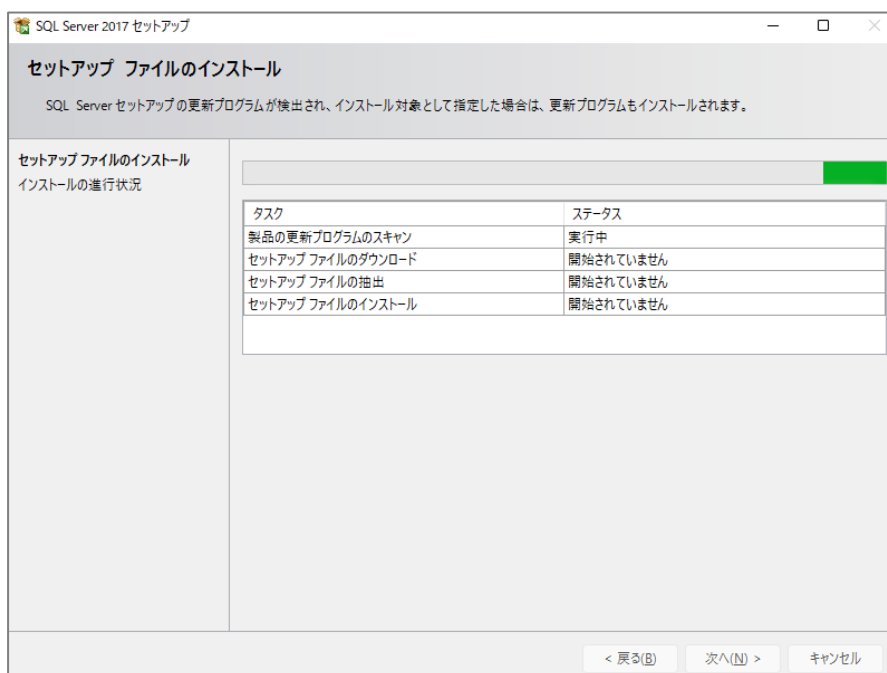 SQL Server 2017 セットアップ
セットアップ ファイルのインストール
SQL Server セットアップの更新プログラムが検出され、インストール対象として指定した場合は、更新プログラムもインストールされます。
セットアップ ファイルのインストール
インストールの進行状況
タスク ステータス
製品の更新プログラムのスキャン 実行中
セットアップ ファイルのダウンロード 開始されていません
セットアップ ファイルの抽出 開始されていません
セットアップ ファイルのインストール 開始されていません
< 戻る(B) 次へ(N) > キャンセル